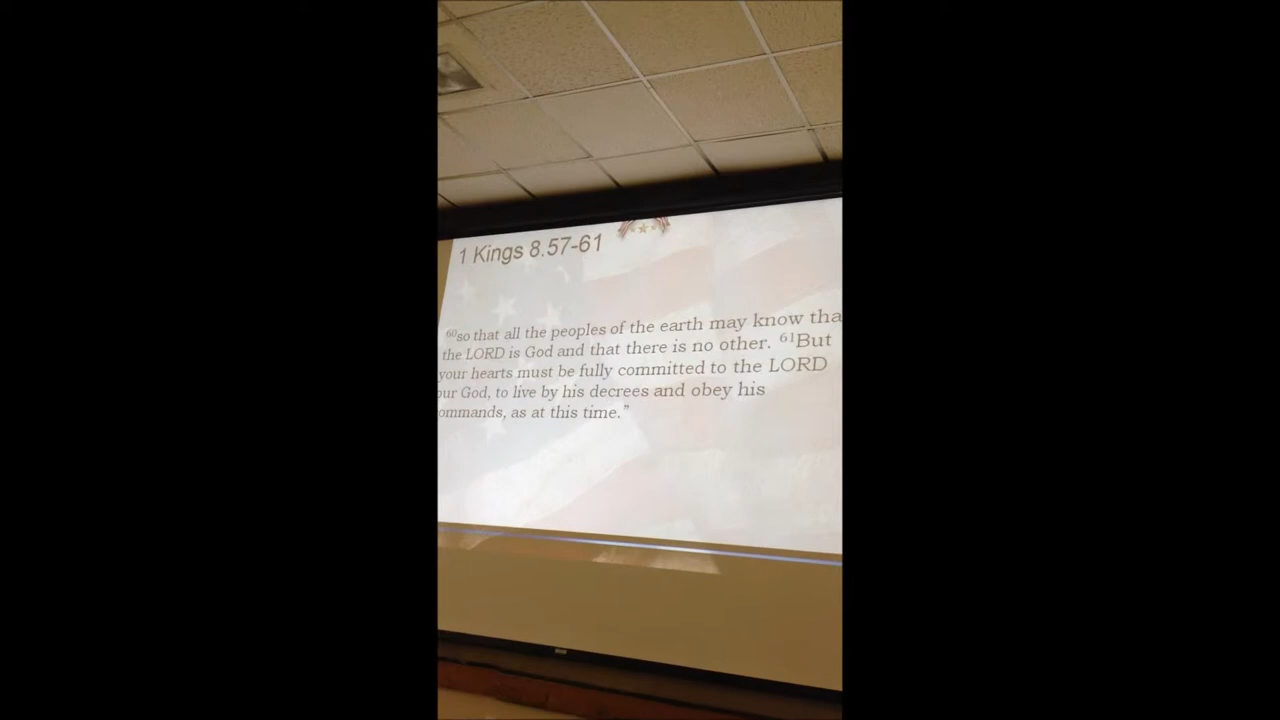 1 Kings 8.57-61
60so that all the peoples of the earth may know tha
the LORD is God and that there is no other. 61But
your hearts must be fully committed to the LORD
our God, to live by his decrees and obey his
ommands, as at this time.”